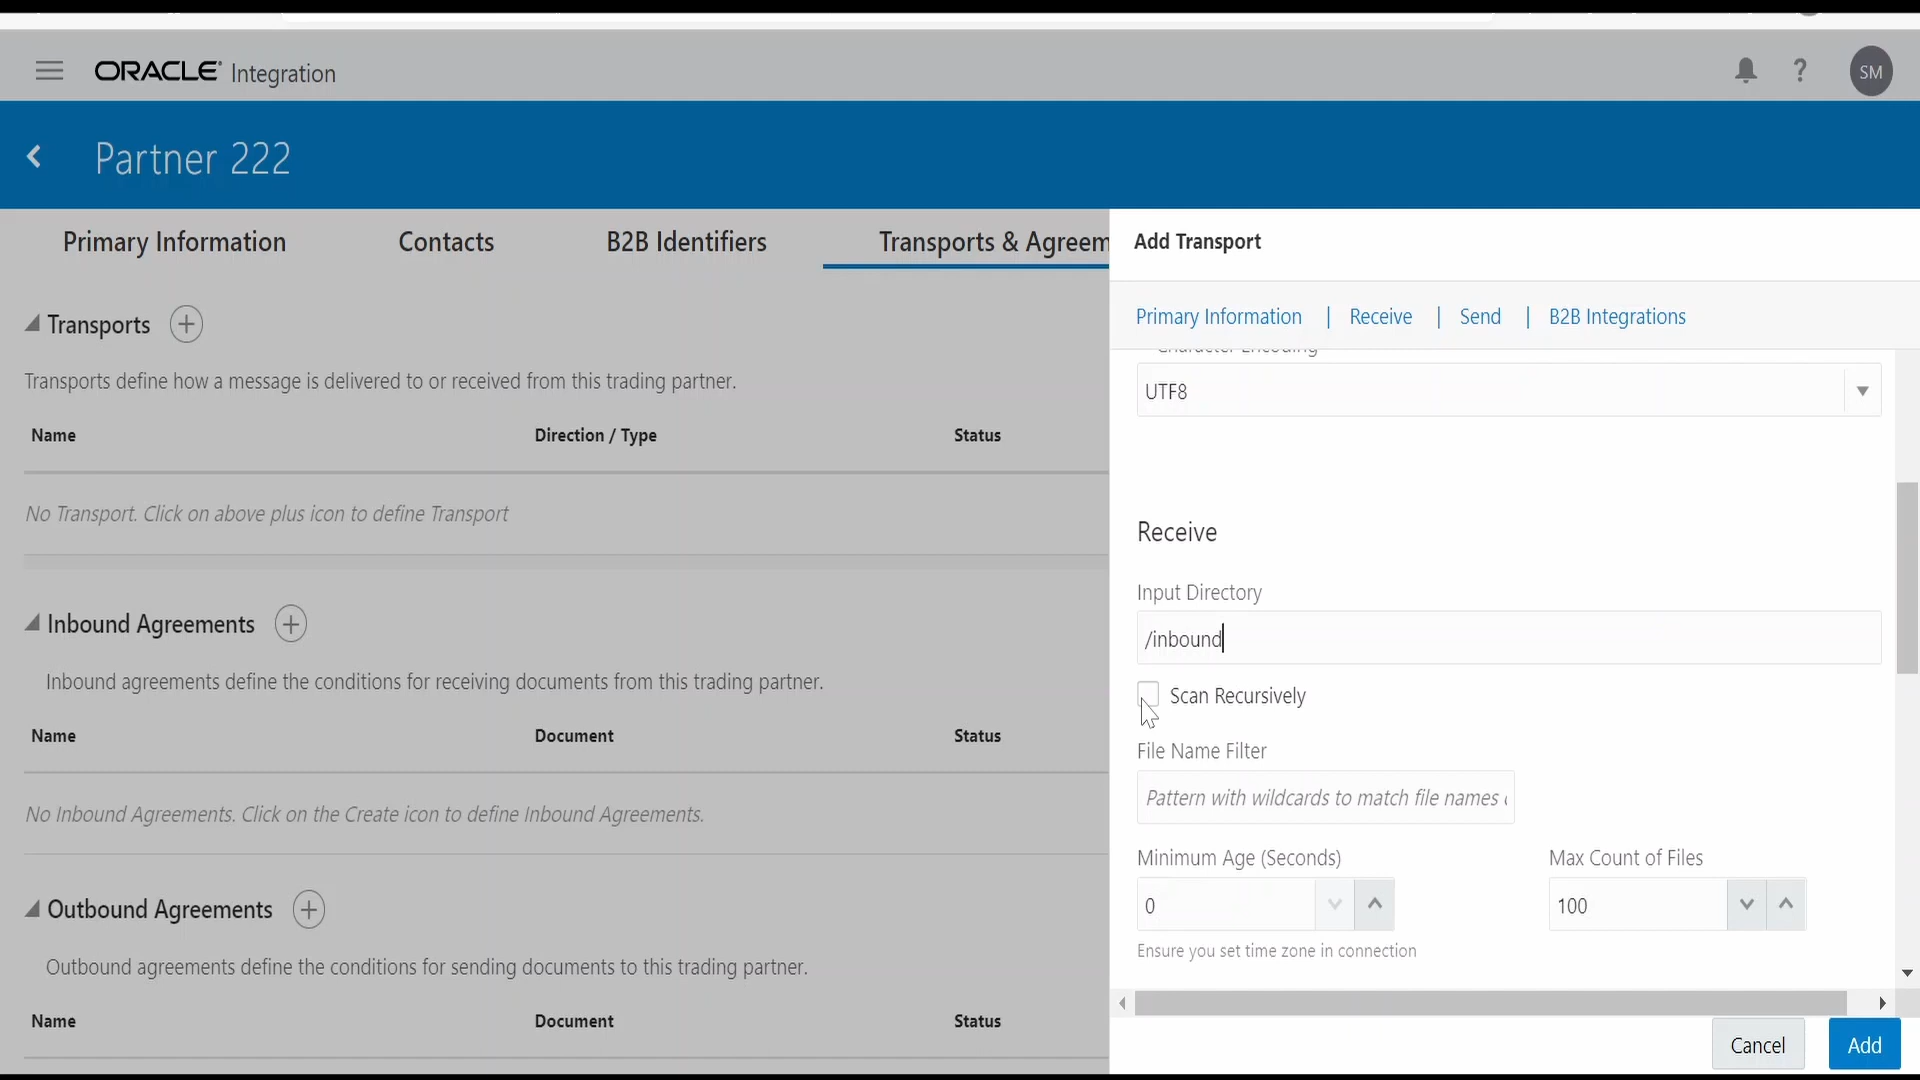 ORACLE Integration
SM
Partner 222
Primary Information
Contacts
B2B Identifiers
Transports & Agreem
Transports
Transports define how a message is delivered to or received from this trading partner.
Name
Direction / Type
Status
No Transport. Click on above plus icon to define Transport
Inbound Agreements
Inbound agreements define the conditions for receiving documents from this trading partner.
Name
Document
Status
No Inbound Agreements. Click on the Create icon to define Inbound Agreements.
Outbound Agreements
Outbound agreements define the conditions for sending documents to this trading partner.
Name
Document
Status
Add Transport
Primary Information | Receive | Send | B2B Integrations
Character Encoding
UTF8
Receive
Input Directory
/inbound
Scan Recursively
File Name Filter
Pattern with wildcards to match file names
Minimum Age (Seconds)
Max Count of Files
0
100
Ensure you set time zone in connection
Cancel
Add